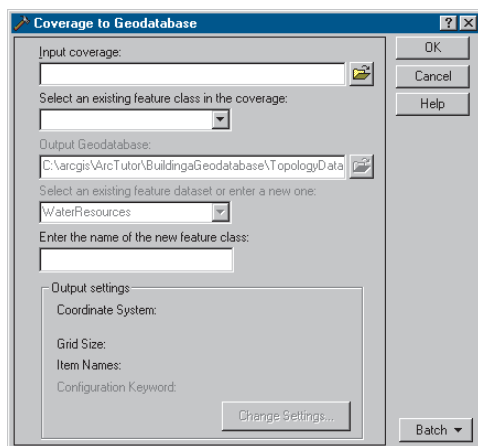 Coverage to Geodatabase
Input coverage:
Select an existing feature class in the coverage:
Output Geodatabase:
C:\arcgis\ArcTutor\BuildingaGeodatabase\TopologyData
Select an existing feature dataset or enter a new one:
WaterResources
Enter the name of the new feature class:
Output settings
Coordinate System:
Grid Size:
Item Names:
Configuration Keyword:
Change Settings...
OK
Cancel
Help
Batch